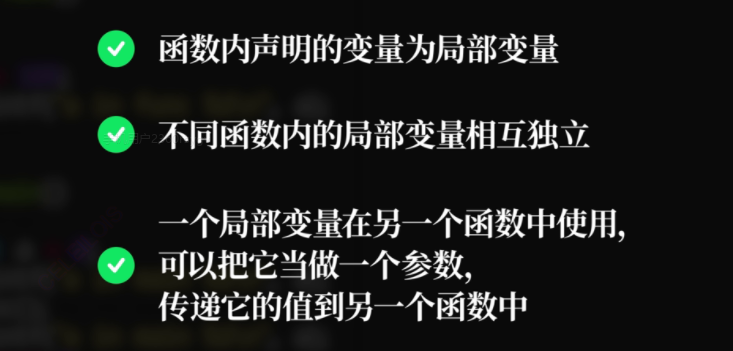 函数内声明的变量为局部变量
不同函数内的局部变量相互独立
一个局部变量在另一个函数中使用,
可以把它当做一个参数,
传递它的值到另一个函数中